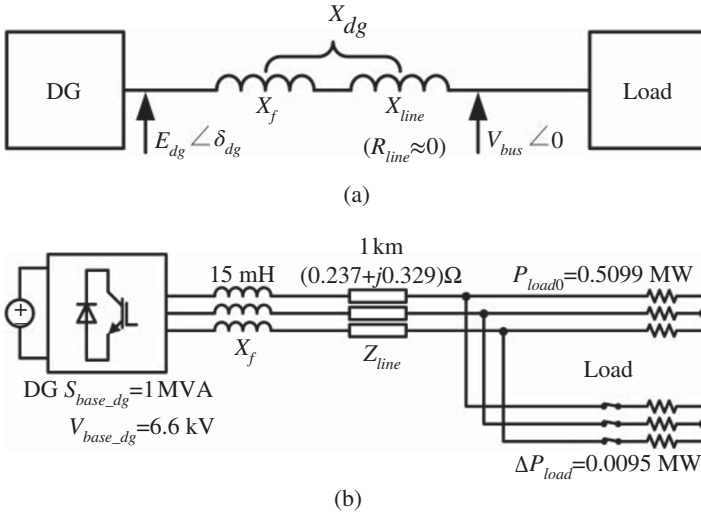 X_dg
DG
Load
X_f
X_line
E_dg ∠ δ_dg
(R_line≈0)
V_bus ∠0
(a)
1 km
15 mH
(0.237+j0.329)Ω
P_load0=0.5099 MW
X_f
Z_line
Load
DG S_base_dg=1 MVA
V_base_dg=6.6 kV
ΔP_load=0.0095 MW
(b)